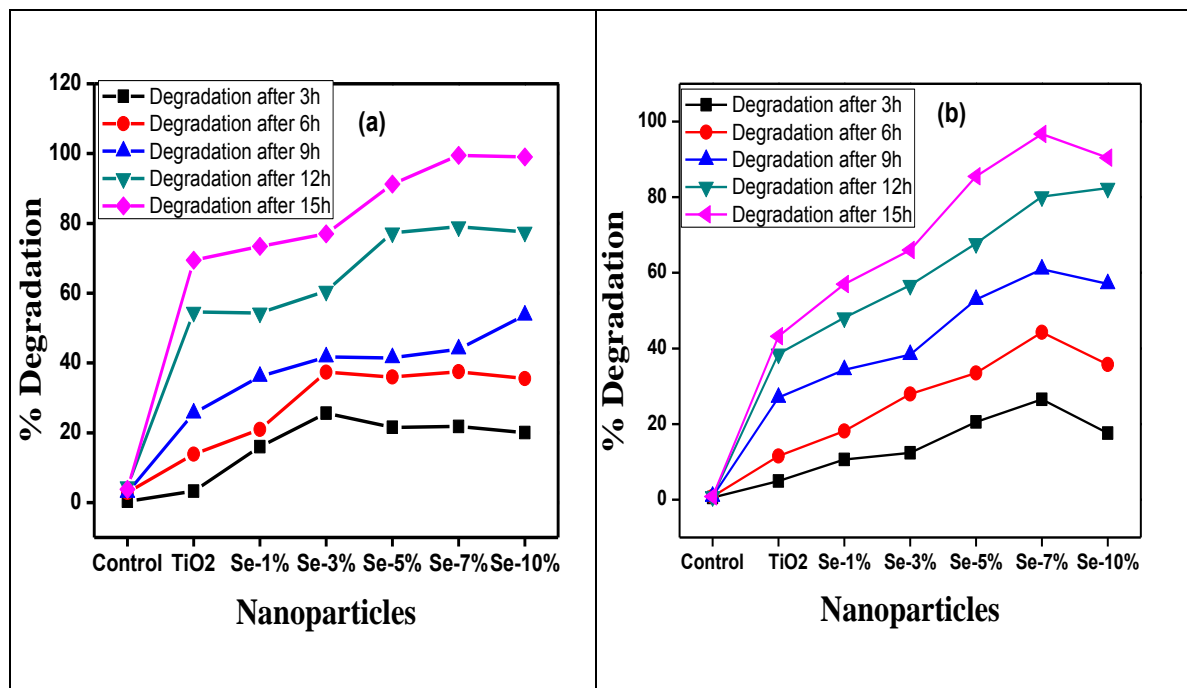 120
100
80
60
40
20
0
% Degradation
Degradation after 3h
Degradation after 6h
Degradation after 9h
Degradation after 12h
Degradation after 15h
(a)
Control TiO2 Se-1% Se-3% Se-5% Se-7% Se-10%
Nanoparticles
100
80
60
40
20
0
% Degradation
Degradation after 3h
Degradation after 6h
Degradation after 9h
Degradation after 12h
Degradation after 15h
(b)
Control TiO2 Se-1% Se-3% Se-5% Se-7% Se-10%
Nanoparticles